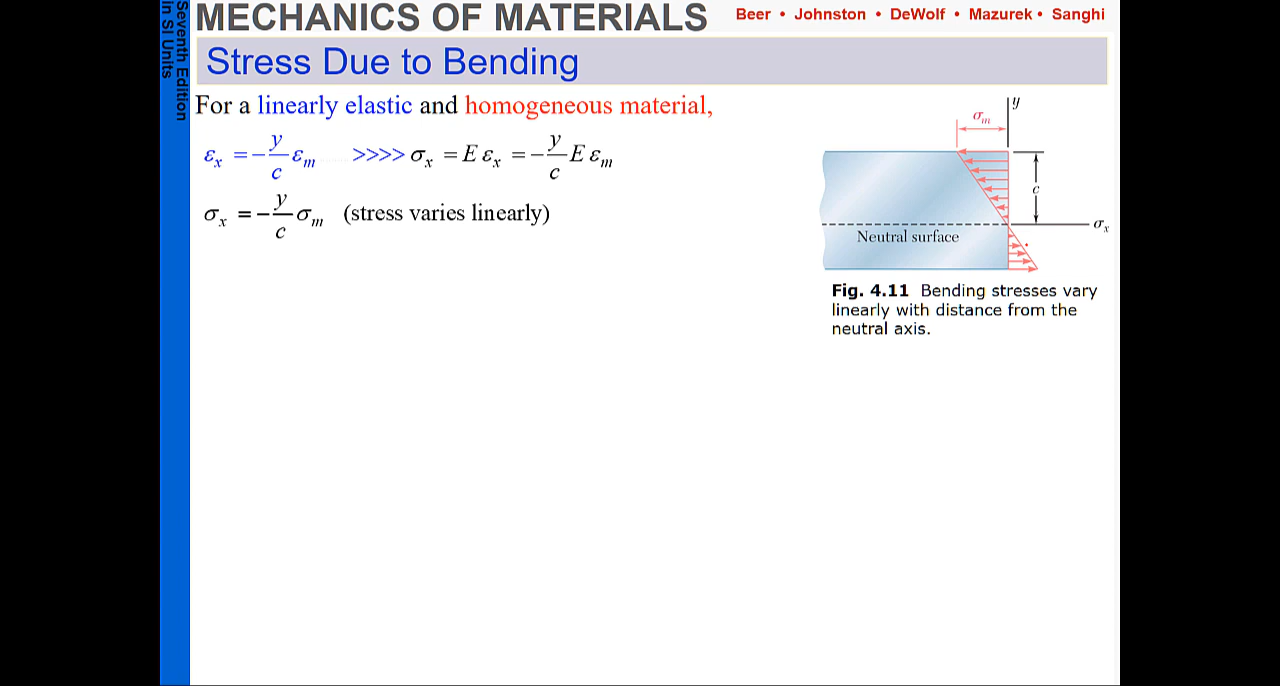 Seventh Edition
in SI Units
MECHANICS OF MATERIALS
Beer • Johnston • DeWolf • Mazurek • Sanghi
Stress Due to Bending
For a linearly elastic and homogeneous material,
εx = −y/c εm >>>> σx = E εx = −y/c E εm
σx = −y/c σm (stress varies linearly)
y
σm
c
σx
Neutral surface
Fig. 4.11 Bending stresses vary
linearly with distance from the
neutral axis.